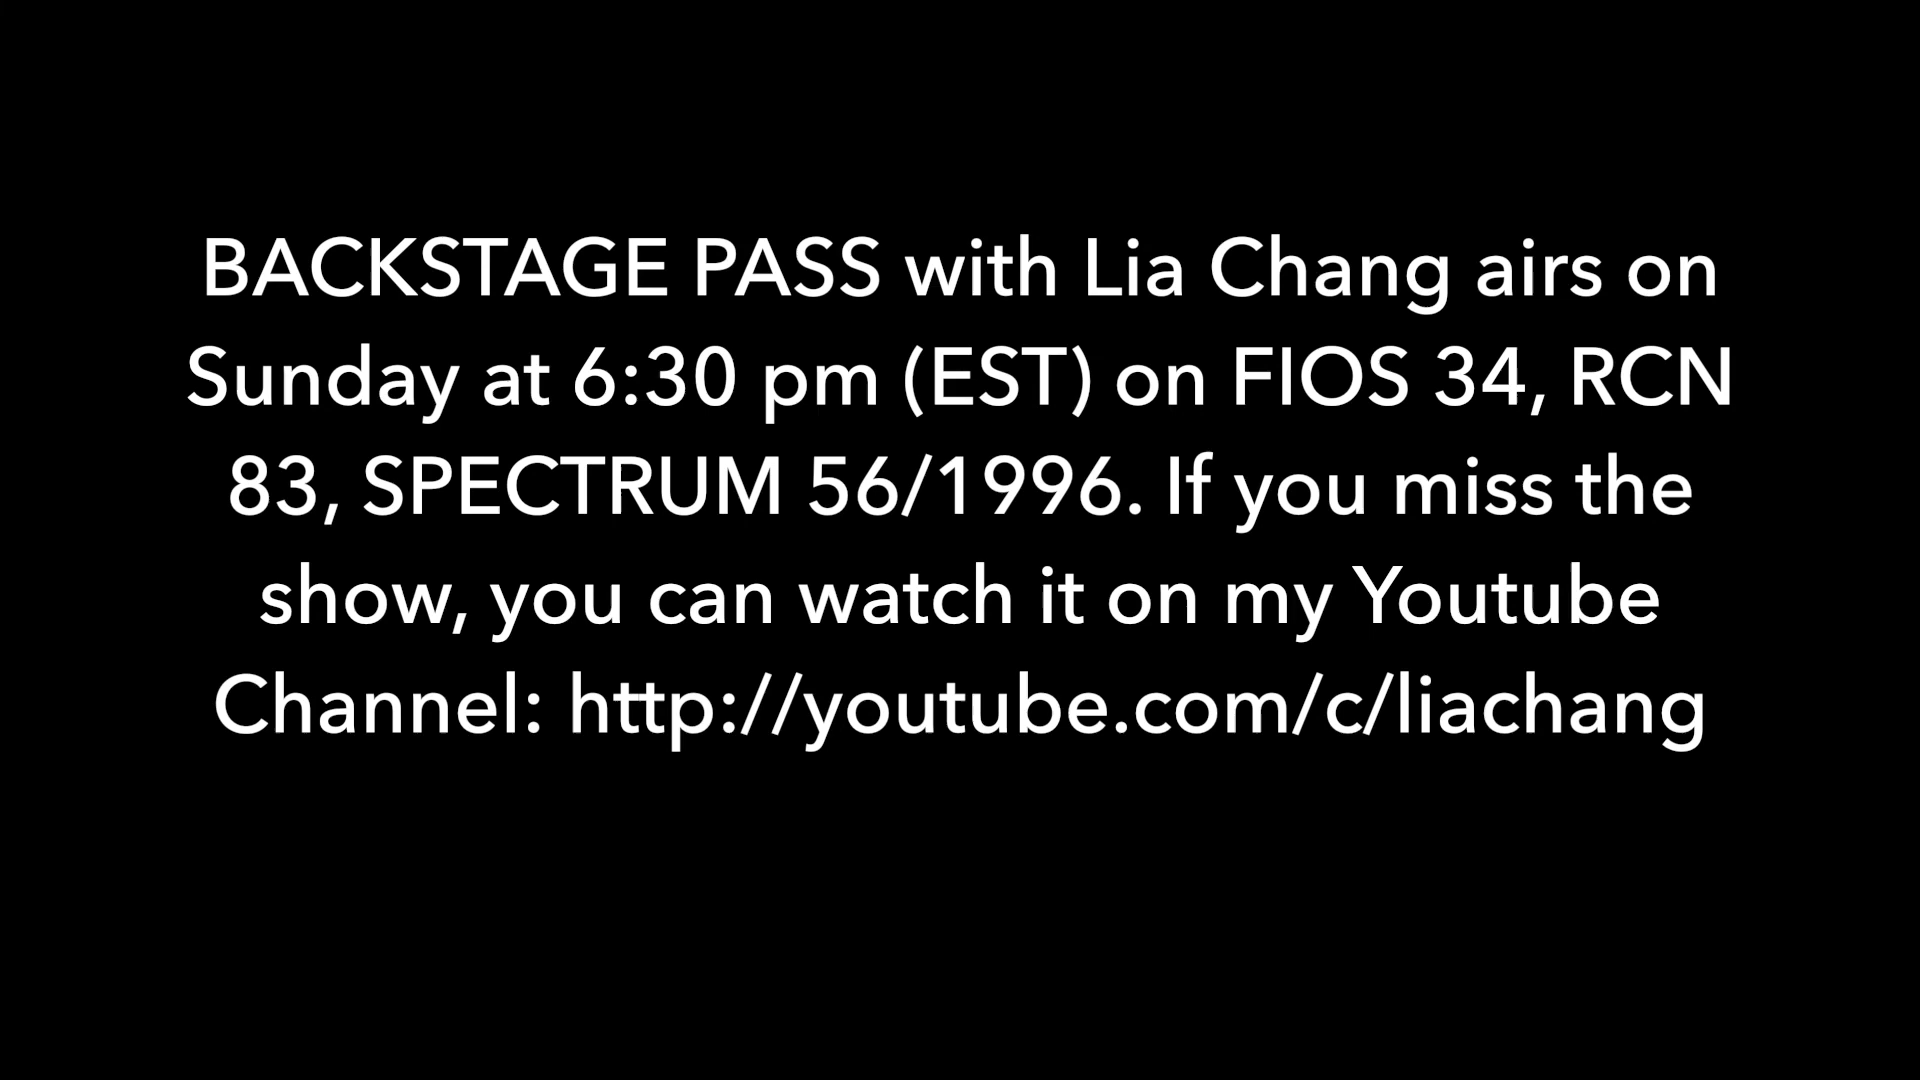 BACKSTAGE PASS with Lia Chang airs on
Sunday at 6:30 pm (EST) on FIOS 34, RCN
83, SPECTRUM 56/1996. If you miss the
show, you can watch it on my Youtube
Channel: http://youtube.com/c/liachang